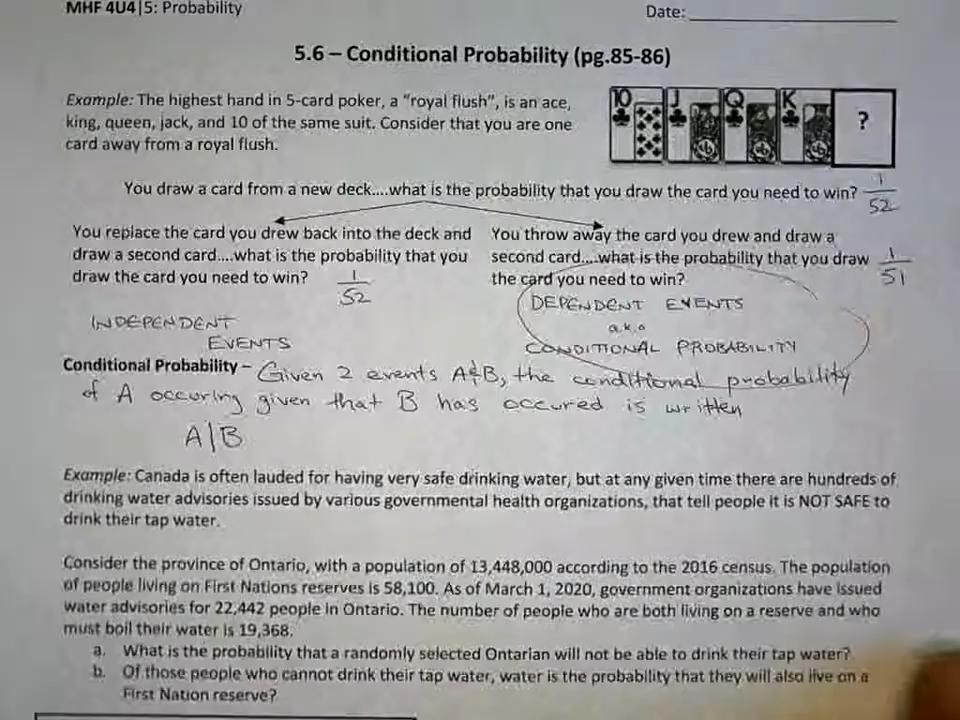 MHF 4U4|5: Probability
Date:
5.6 – Conditional Probability (pg.85-86)
Example: The highest hand in 5-card poker, a “royal flush”, is an ace,
king, queen, jack, and 10 of the same suit. Consider that you are one
card away from a royal flush.
10 J Q K ?
You draw a card from a new deck....what is the probability that you draw the card you need to win? 1/52
You replace the card you drew back into the deck and
draw a second card....what is the probability that you
draw the card you need to win? 1/52
INDEPENDENT
EVENTS
You throw away the card you drew and draw a
second card....what is the probability that you draw 1/51
the card you need to win?
DEPENDENT EVENTS
a.k.a
CONDITIONAL PROBABILITY
Conditional Probability – Given 2 events A&B, the conditional probability
of A occuring given that B has occured is written
A|B
Example: Canada is often lauded for having very safe drinking water, but at any given time there are hundreds of
drinking water advisories issued by various governmental health organizations, that tell people it is NOT SAFE to
drink their tap water.
Consider the province of Ontario, with a population of 13,448,000 according to the 2016 census. The population
of people living on First Nations reserves is 58,100. As of March 1, 2020, government organizations have issued
water advisories for 22,442 people in Ontario. The number of people who are both living on a reserve and who
must boil their water is 19,368.
a. What is the probability that a randomly selected Ontarian will not be able to drink their tap water?
b. Of those people who cannot drink their tap water, water is the probability that they will also live on a
First Nation reserve?